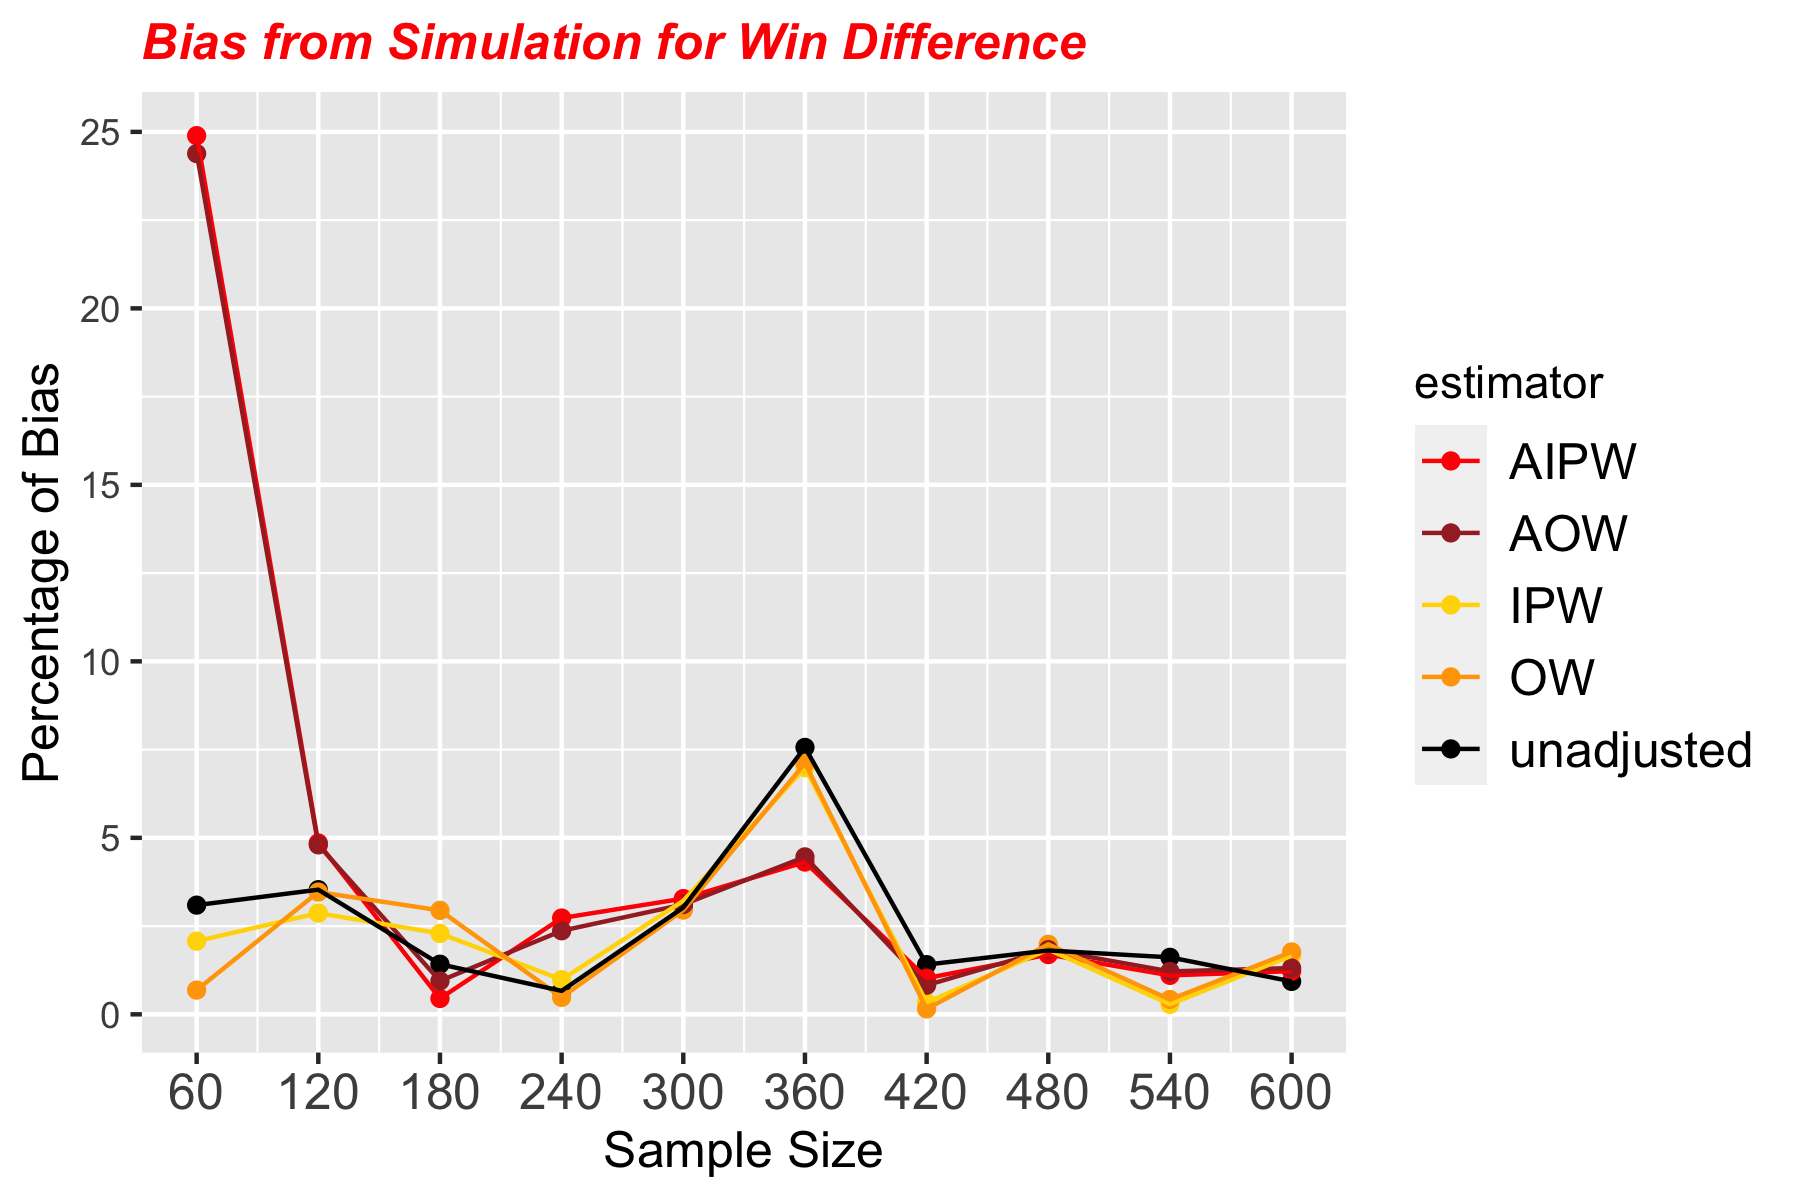 Bias from Simulation for Win Difference
Percentage of Bias
25
20
15
10
5
0
60 120 180 240 300 360 420 480 540 600
Sample Size
estimator
AIPW
AOW
IPW
OW
unadjusted